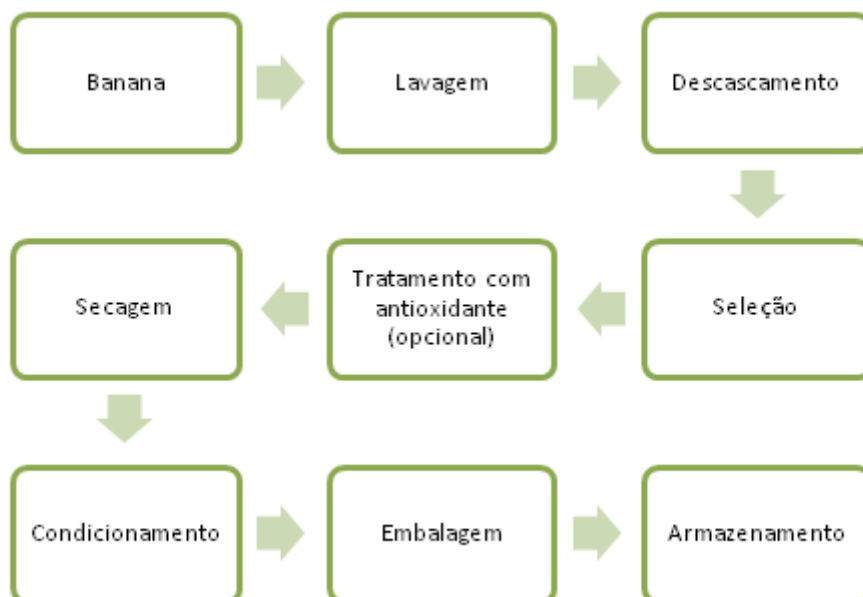 Banana
Lavagem
Descascamento
Seleção
Tratamento com
antioxidante
(opcional)
Secagem
Condicionamento
Embalagem
Armazenamento